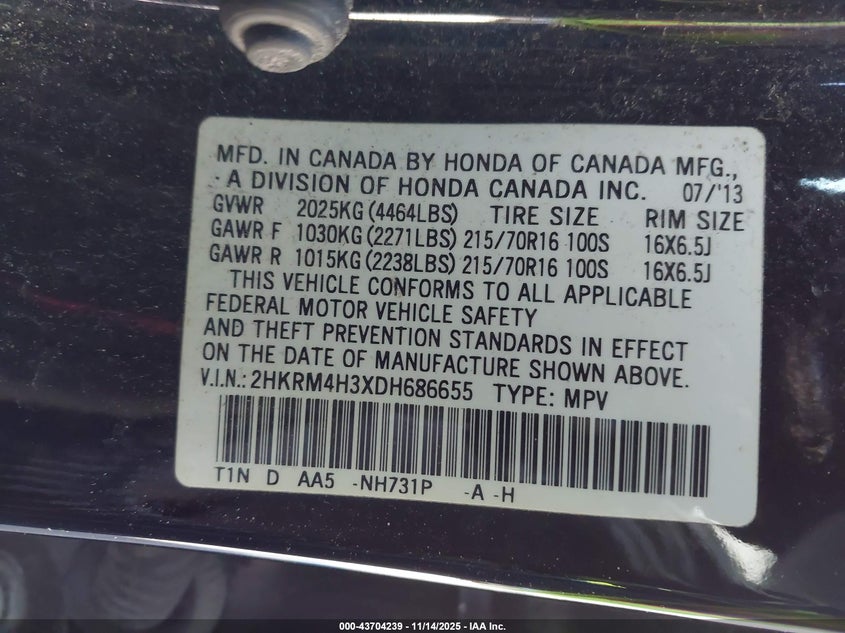 MFD. IN CANADA BY HONDA OF CANADA MFG.,
A DIVISION OF HONDA CANADA INC. 07/'13
GVWR 2025KG (4464LBS) TIRE SIZE RIM SIZE
GAWR F 1030KG (2271LBS) 215/70R16 100S 16X6.5J
GAWR R 1015KG (2238LBS) 215/70R16 100S 16X6.5J
THIS VEHICLE CONFORMS TO ALL APPLICABLE
FEDERAL MOTOR VEHICLE SAFETY
AND THEFT PREVENTION STANDARDS IN EFFECT
ON THE DATE OF MANUFACTURE SHOWN ABOVE.
V.I.N.: 2HKRM4H3XDH686655 TYPE: MPV
T1N D AA5 -NH731P -A -H
000-43704239 - 11/14/2025 - IAA Inc.